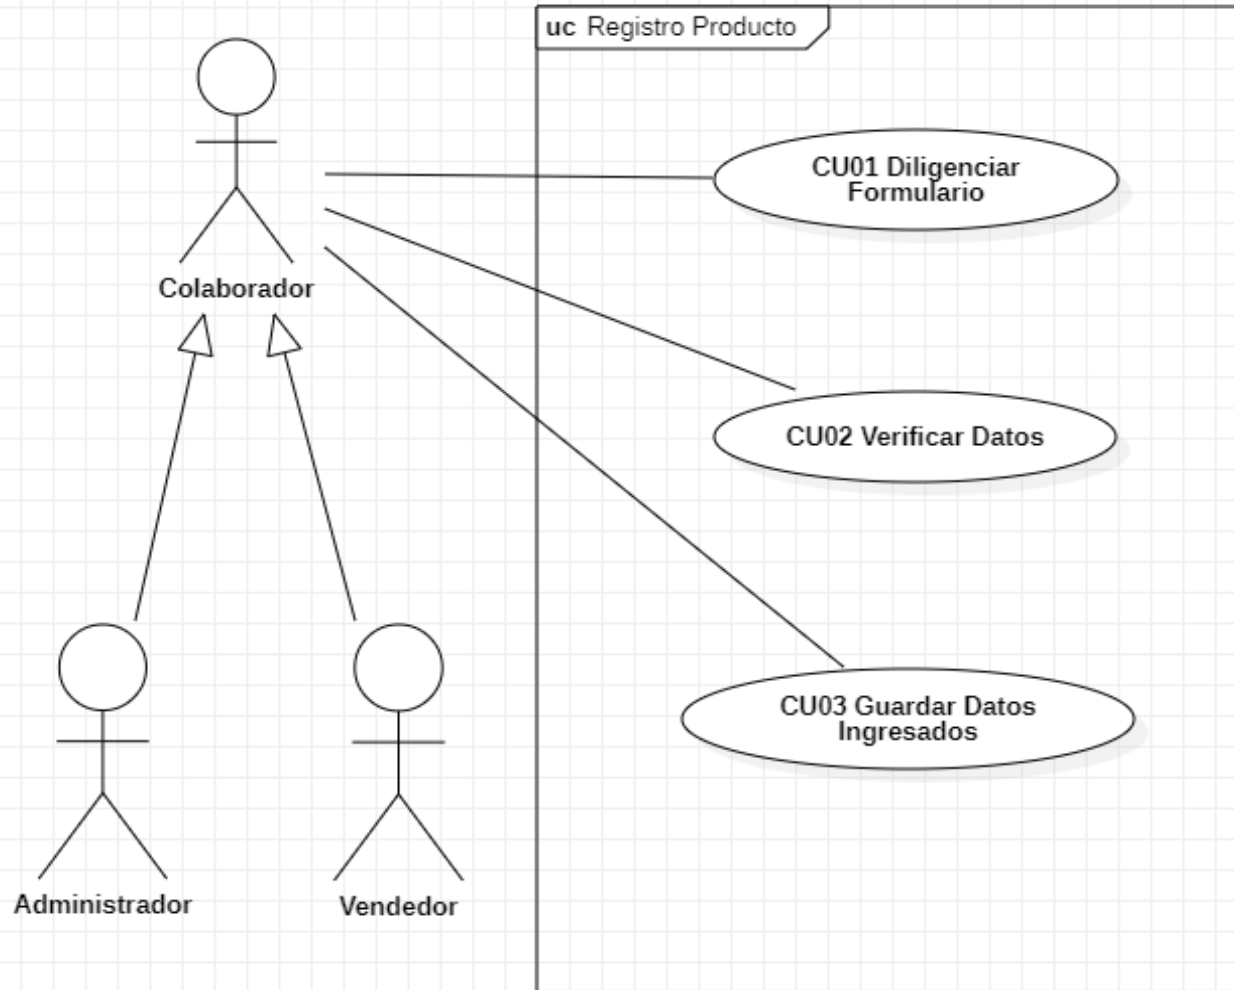 uc Registro Producto
CU01 Diligenciar
Formulario
Colaborador
CU02 Verificar Datos
CU03 Guardar Datos
Ingresados
Administrador
Vendedor